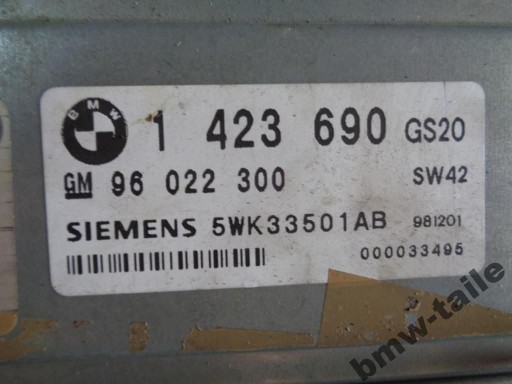 BMW 1 423 690 GS20
GM 96 022 300 SW42
SIEMENS 5WK33501AB 981201
000033495
bmw-taile